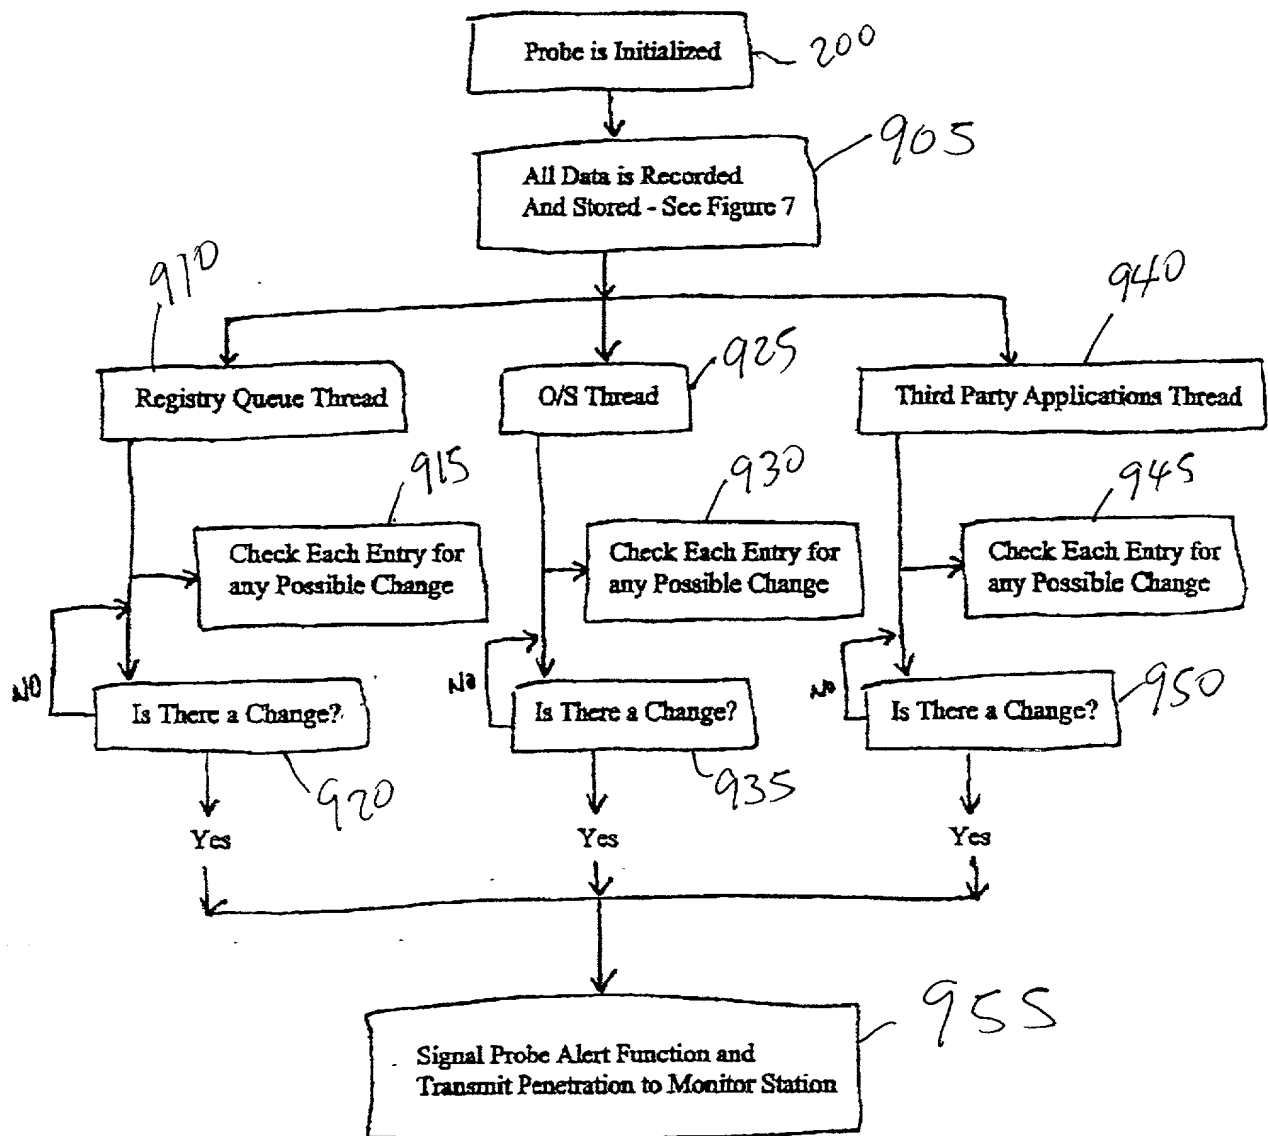 Probe is Initialized
200
905
All Data is Recorded
And Stored - See Figure 7
910
940
925
Registry Queue Thread
O/S Thread
Third Party Applications Thread
915
930
945
Check Each Entry for
any Possible Change
Check Each Entry for
any Possible Change
Check Each Entry for
any Possible Change
NO
No
No
Is There a Change?
Is There a Change?
Is There a Change?
950
920
935
Yes
Yes
Yes
955
Signal Probe Alert Function and
Transmit Penetration to Monitor Station